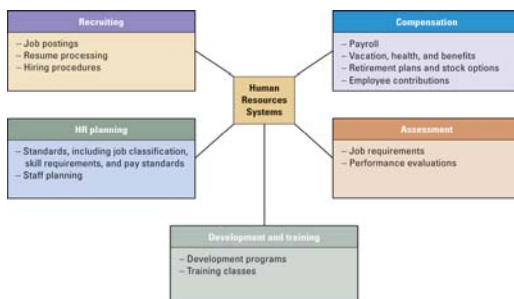 Recruiting
– Job postings
– Resume processing
– Hiring procedures
Compensation
– Payroll
– Vacation, health, and benefits
– Retirement plans and stock options
– Employee contributions
Human
Resources
Systems
HR planning
– Standards, including job classification,
skill requirements, and pay standards
– Staff planning
Assessment
– Job requirements
– Performance evaluations
Development and training
– Development programs
– Training classes